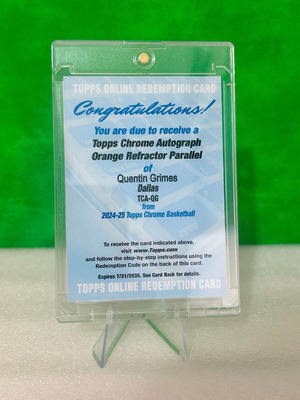 TOPPS ONLINE REDEMPTION CARD
Congratulations!
You are due to receive a
Topps Chrome Autograph
Orange Refractor Parallel
of
Quentin Grimes
Dallas
TCA-QG
from
2024-25 Topps Chrome Basketball
To receive the card indicated above,
visit www.Topps.com
and follow the step-by-step instructions using the
Redemption Code on the back of this card.
Expires 7/31/2035. See Card Back for details.
TOPPS ONLINE REDEMPTION CARD